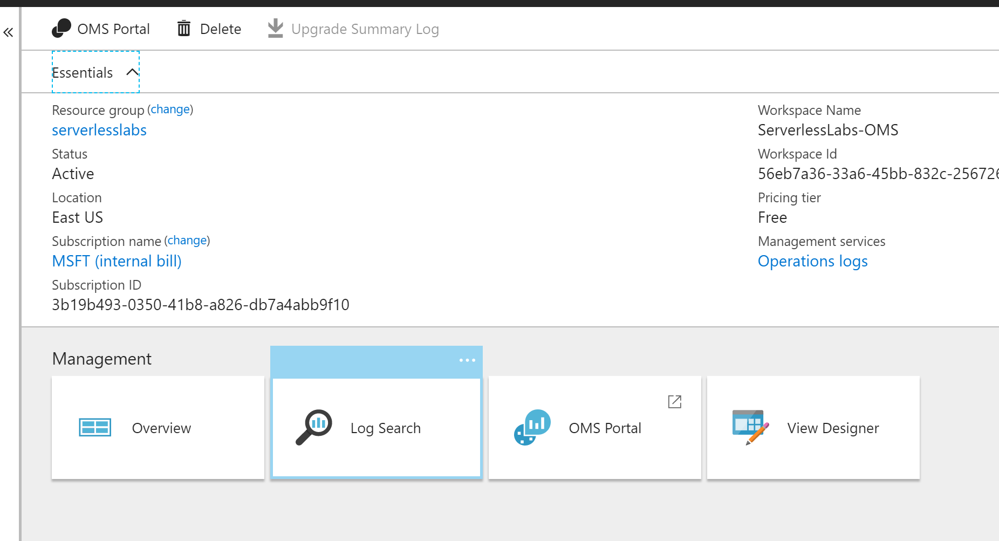 OMS Portal Delete Upgrade Summary Log
Essentials
Resource group (change)
serverlesslabs
Status
Active
Location
East US
Subscription name (change)
MSFT (internal bill)
Subscription ID
3b19b493-0350-41b8-a826-db7a4abb9f10
Workspace Name
ServerlessLabs-OMS
Workspace Id
56eb7a36-33a6-45bb-832c-256726
Pricing tier
Free
Management services
Operations logs
Management
Overview
Log Search
OMS Portal
View Designer